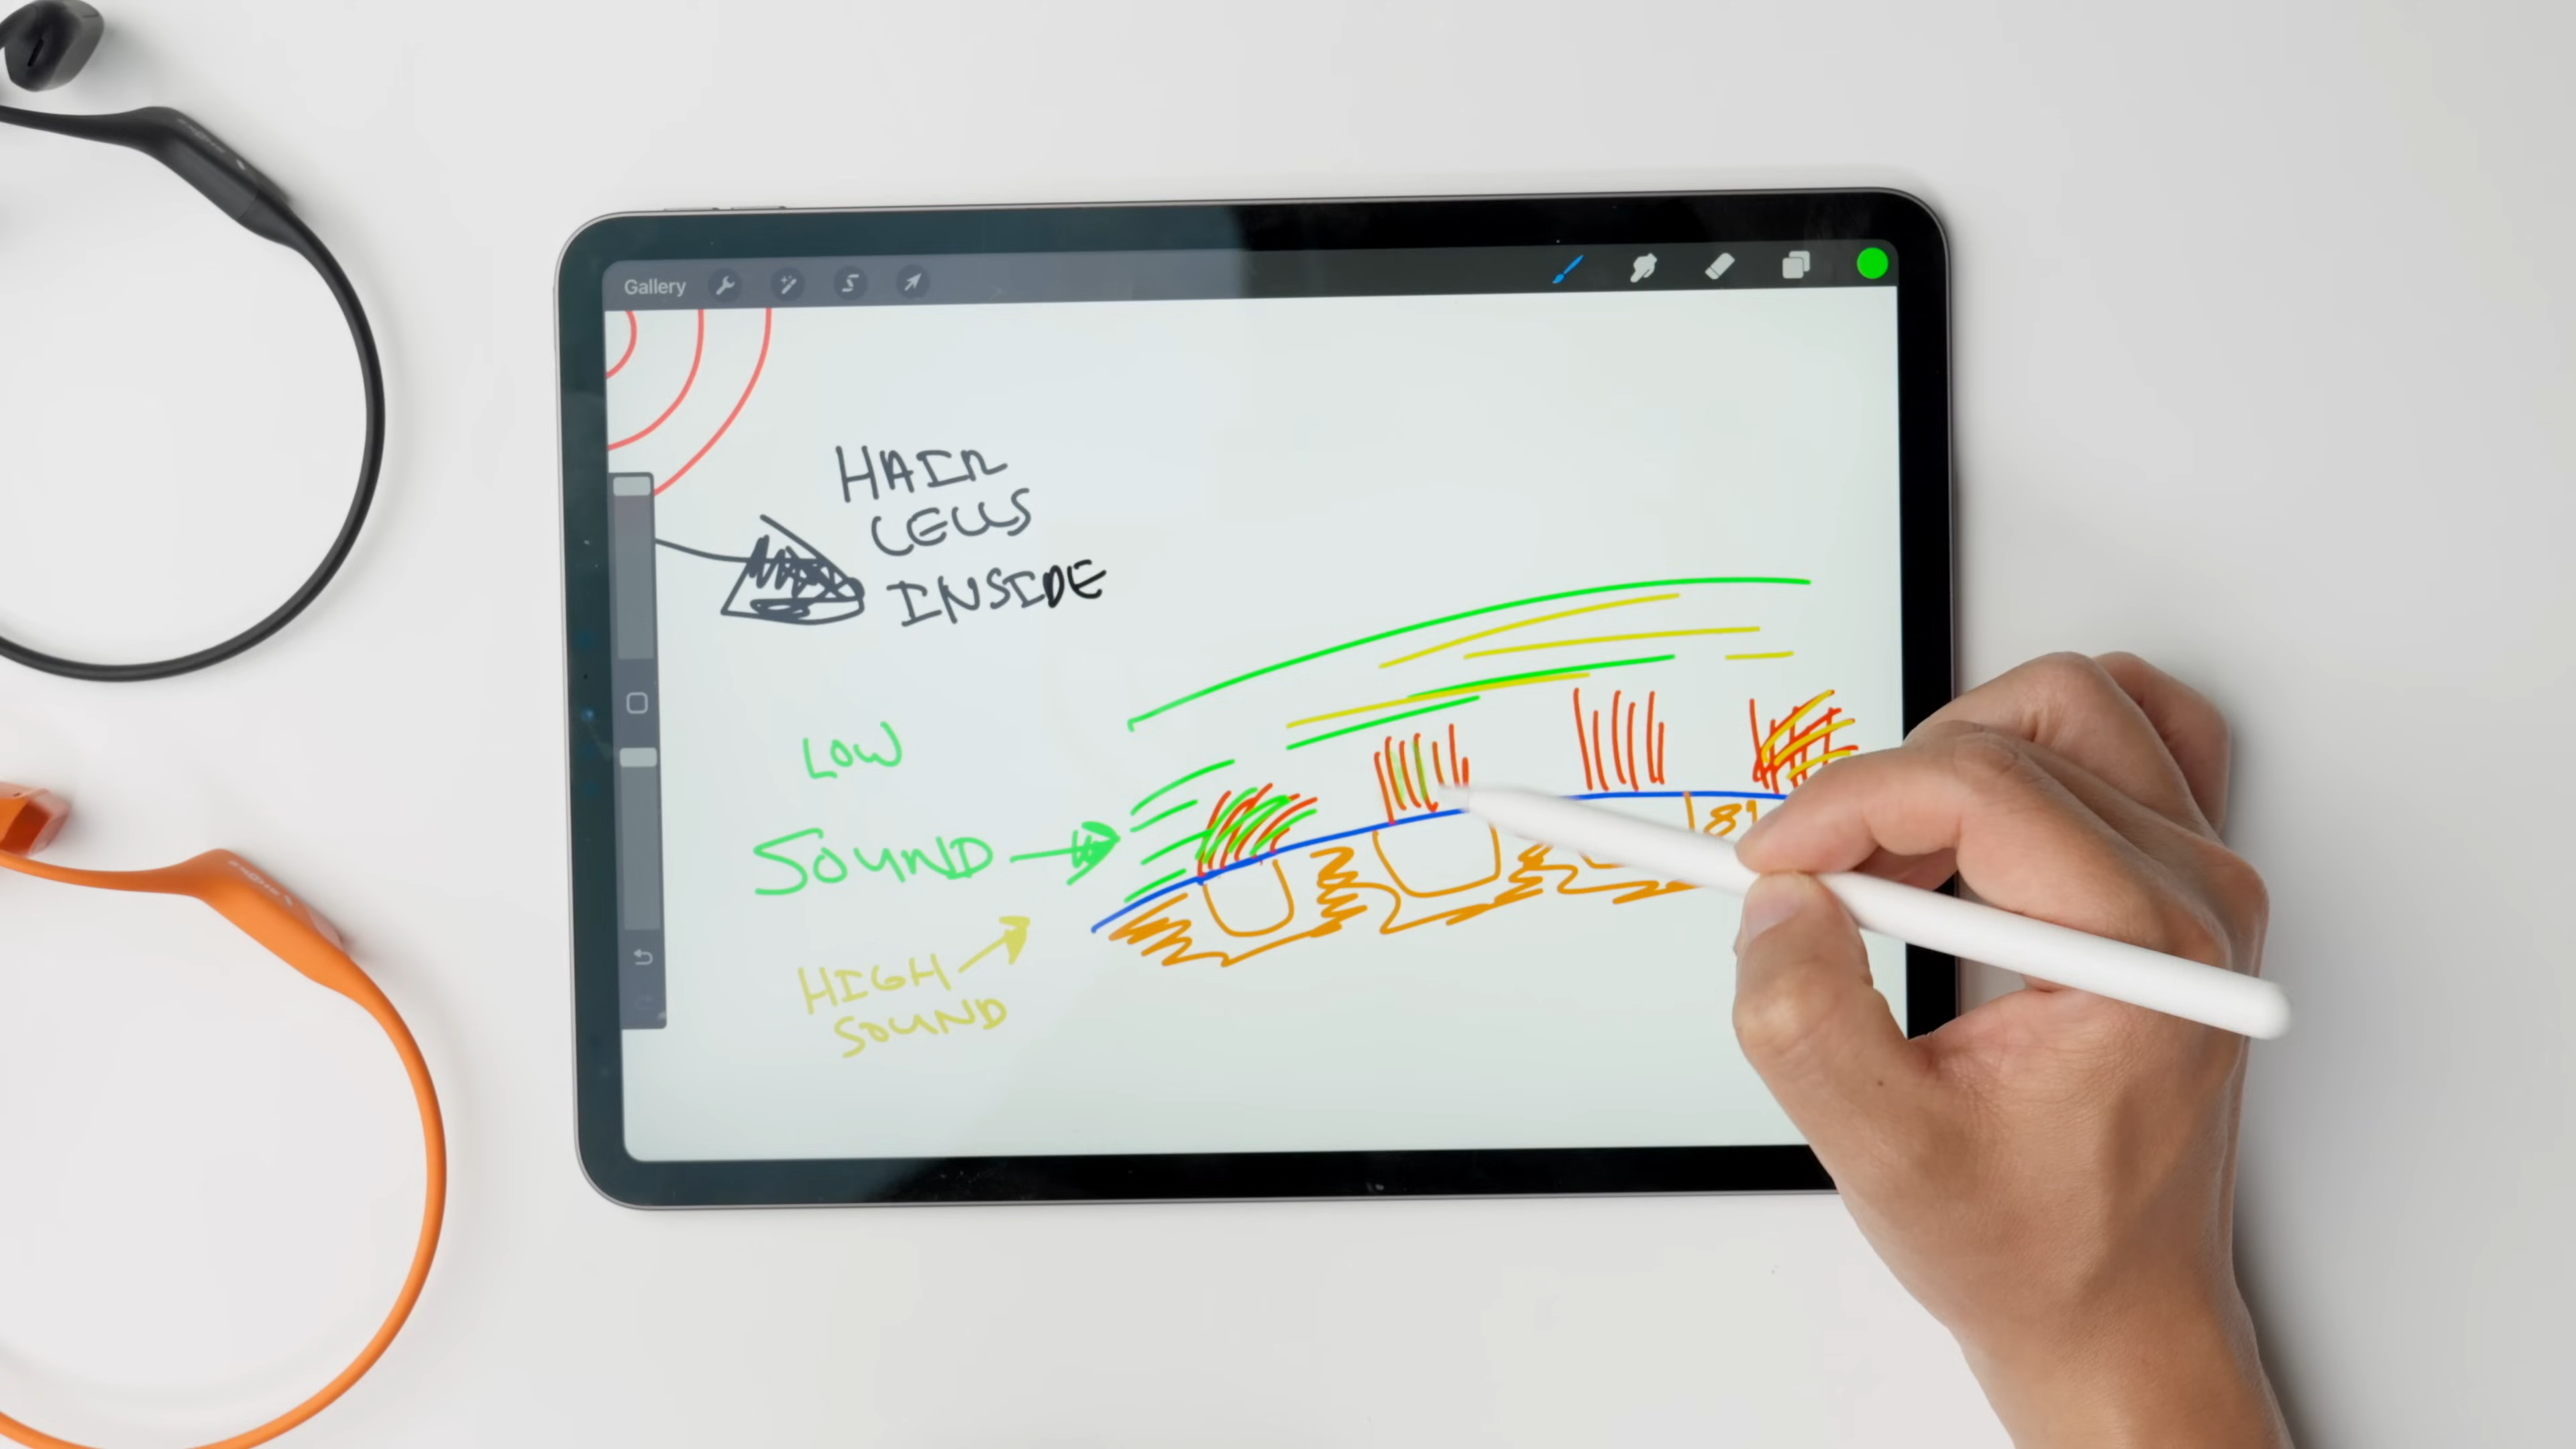 Gallery
HAIR
CELLS
INSIDE
LOW
SOUND
HIGH
SOUND